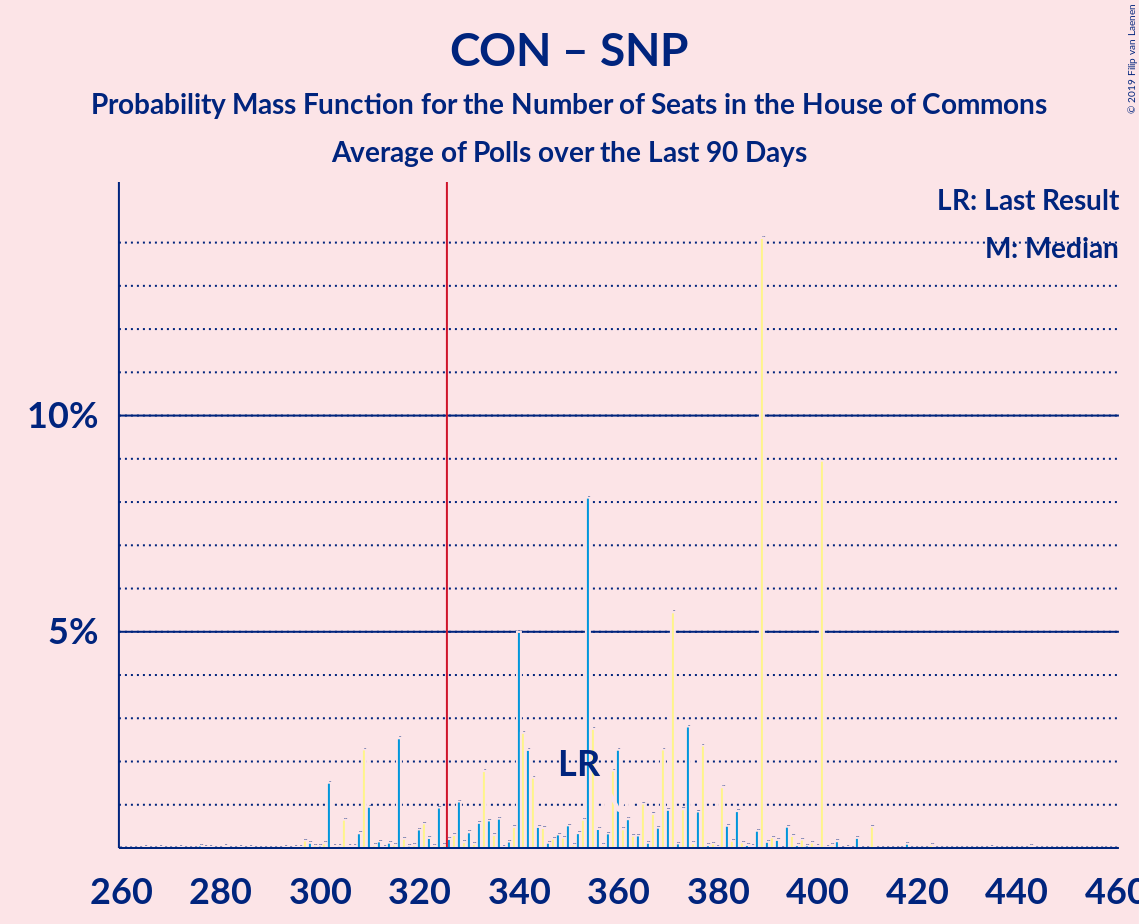 CON – SNP
Probability Mass Function for the Number of Seats in the House of Commons
Average of Polls over the Last 90 Days
© 2019 Filip van Laenen
LR: Last Result
M: Median
10%
5%
LR
260 280 300 320 340 360 380 400 420 440 460